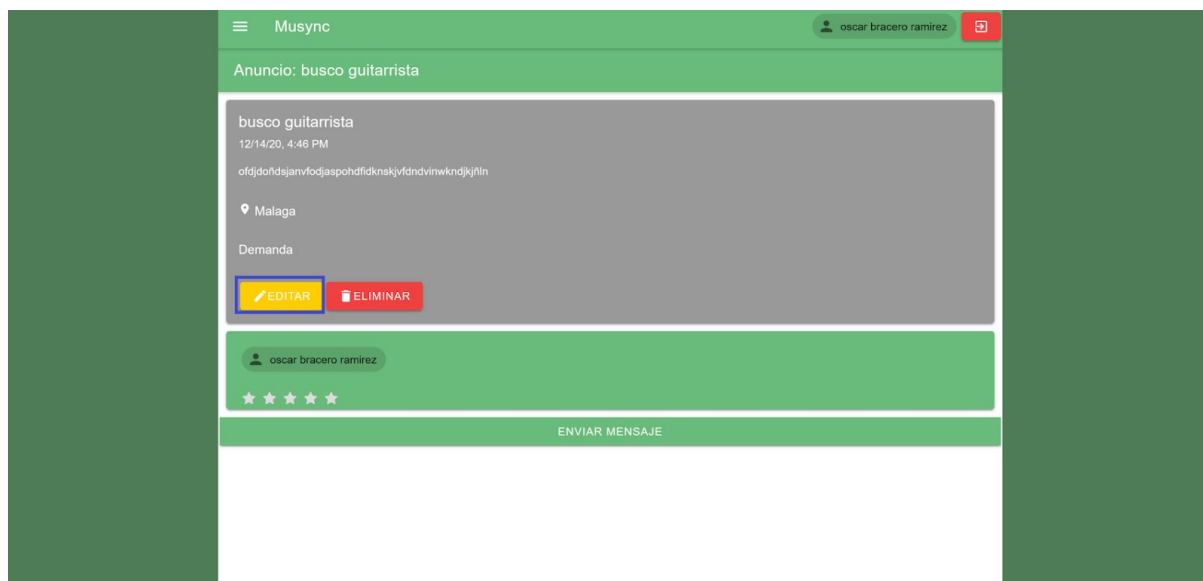 Musync
oscar bracero ramirez
Anuncio: busco guitarrista
busco guitarrista
12/14/20, 4:46 PM
ofdjdoñdsjanvfodjaspohdfidknskjvfdndvinwkndjkjñln
Malaga
Demanda
EDITAR
ELIMINAR
oscar bracero ramirez
ENVIAR MENSAJE